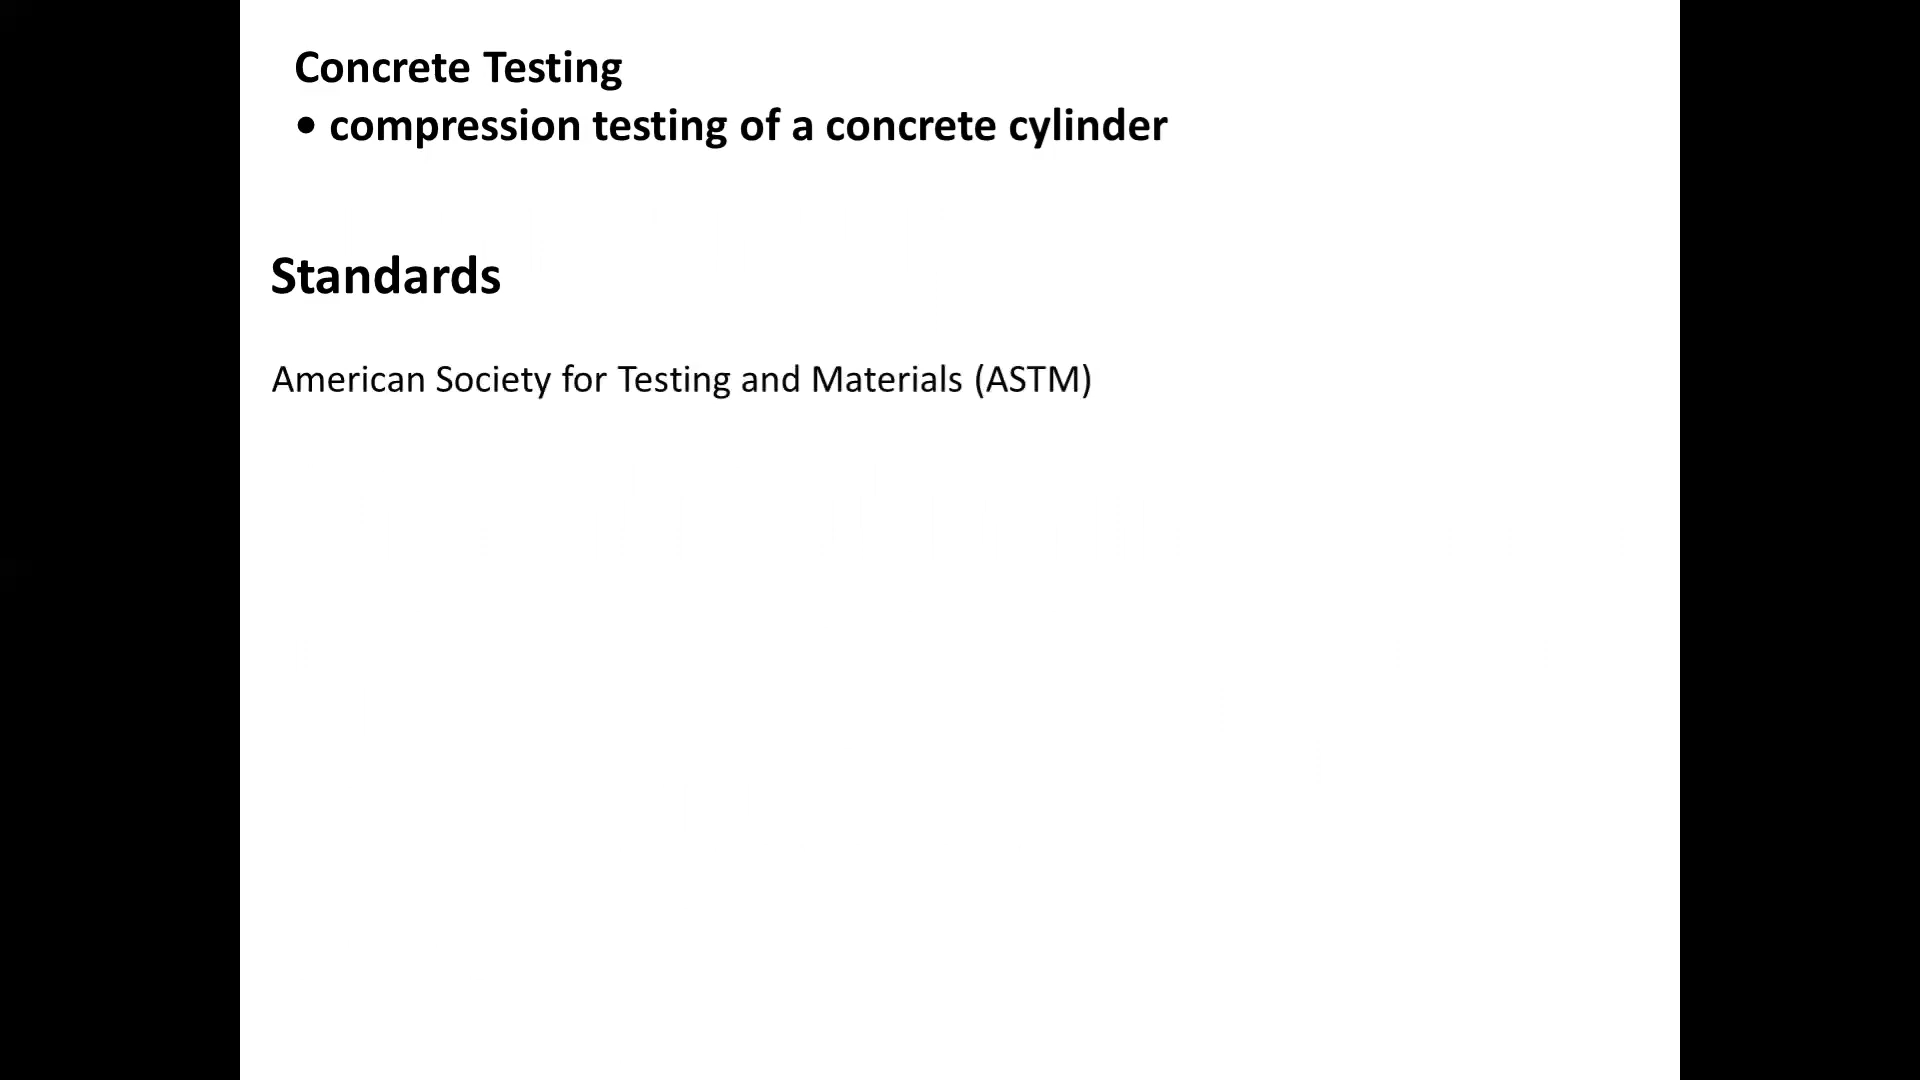 Concrete Testing
• compression testing of a concrete cylinder
Standards
American Society for Testing and Materials (ASTM)